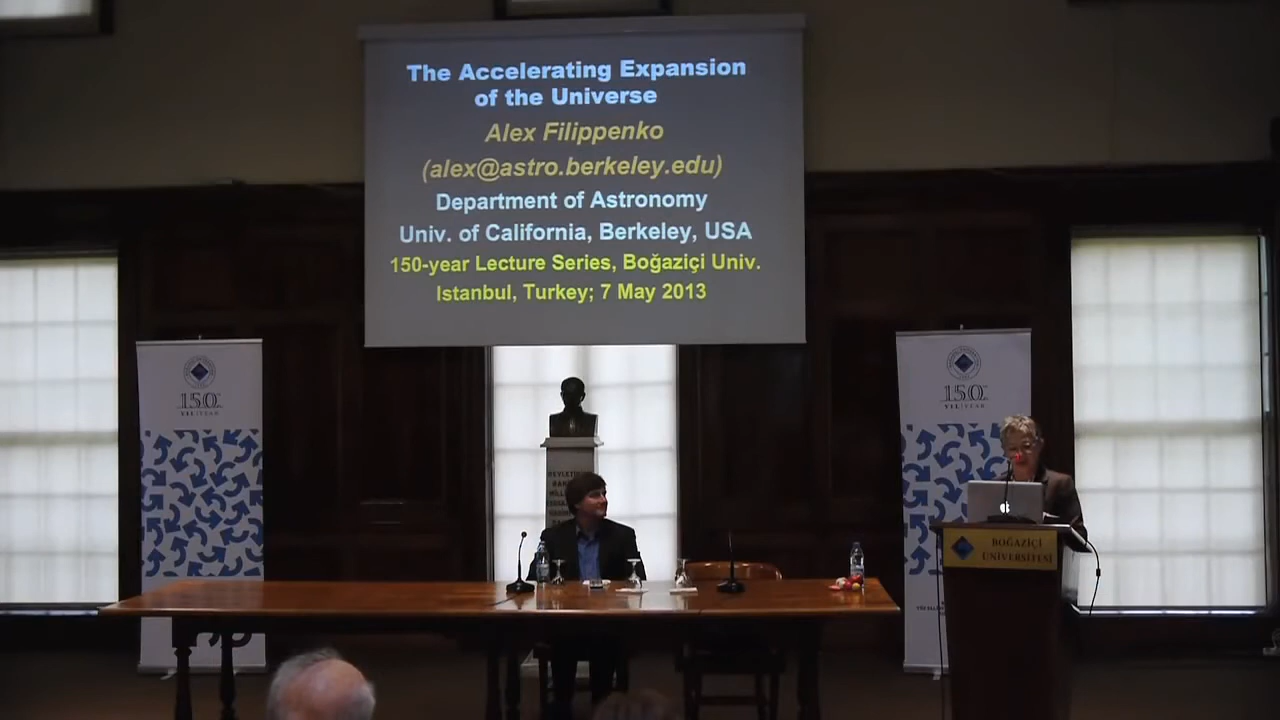 The Accelerating Expansion
of the Universe
Alex Filippenko
(alex@astro.berkeley.edu)
Department of Astronomy
Univ. of California, Berkeley, USA
150-year Lecture Series, Boğaziçi Univ.
Istanbul, Turkey; 7 May 2013
150
YIL|YEAR
150
YIL|YEAR
BOĞAZİÇİ
ÜNİVERSİTESİ